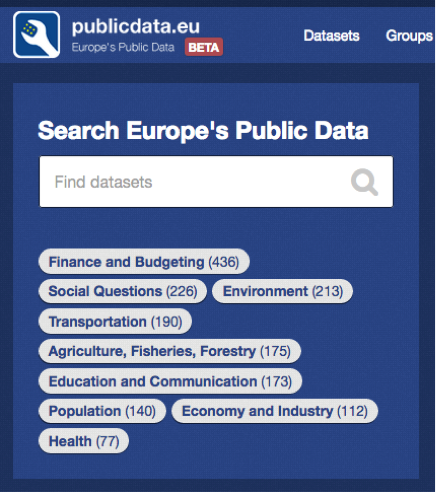 publicdata.eu
Europe's Public Data BETA
Datasets Groups
Search Europe's Public Data
Find datasets
Finance and Budgeting (436)
Social Questions (226) Environment (213)
Transportation (190)
Agriculture, Fisheries, Forestry (175)
Education and Communication (173)
Population (140) Economy and Industry (112)
Health (77)